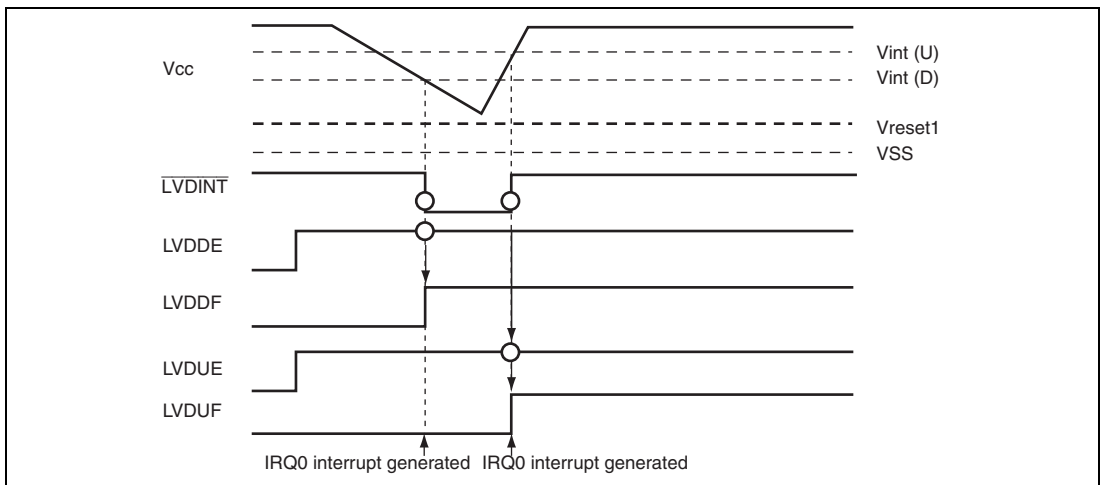 Vcc
Vint (U)
Vint (D)
Vreset1
VSS
LVDINT
LVDDE
LVDDF
LVDUE
LVDUF
IRQ0 interrupt generated IRQ0 interrupt generated